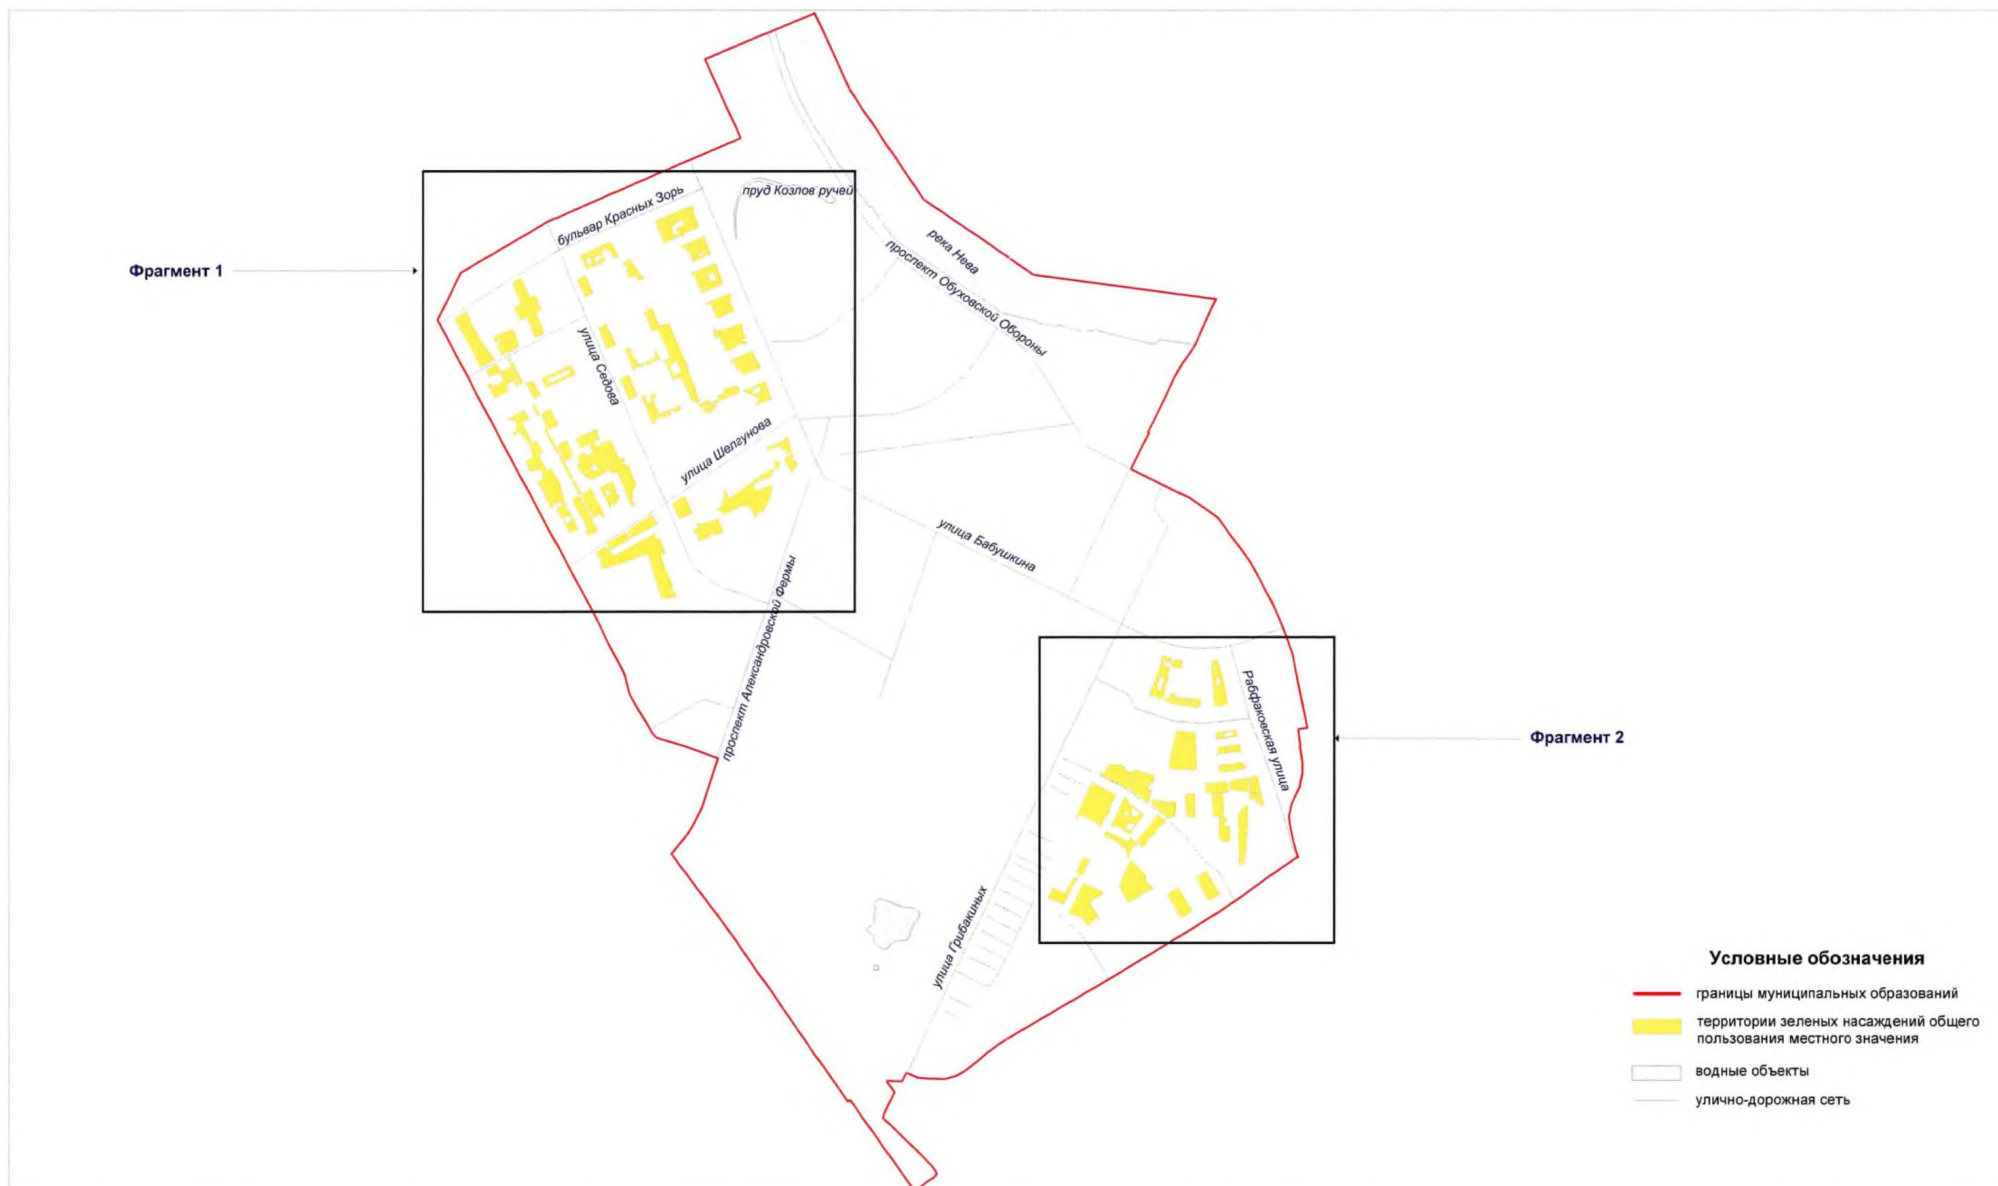 пруд Козлов ручей
бульвар Красных Зорь
река Нева
проспект Обуховской Обороны
Фрагмент 1
улица Седова
улица Шелгунова
улица Бабушкина
проспект Александровской Фермы
Рабфаковская улица
Фрагмент 2
улица Грибакиных
Условные обозначения
границы муниципальных образований
территории зеленых насаждений общего
пользования местного значения
водные объекты
улично-дорожная сеть